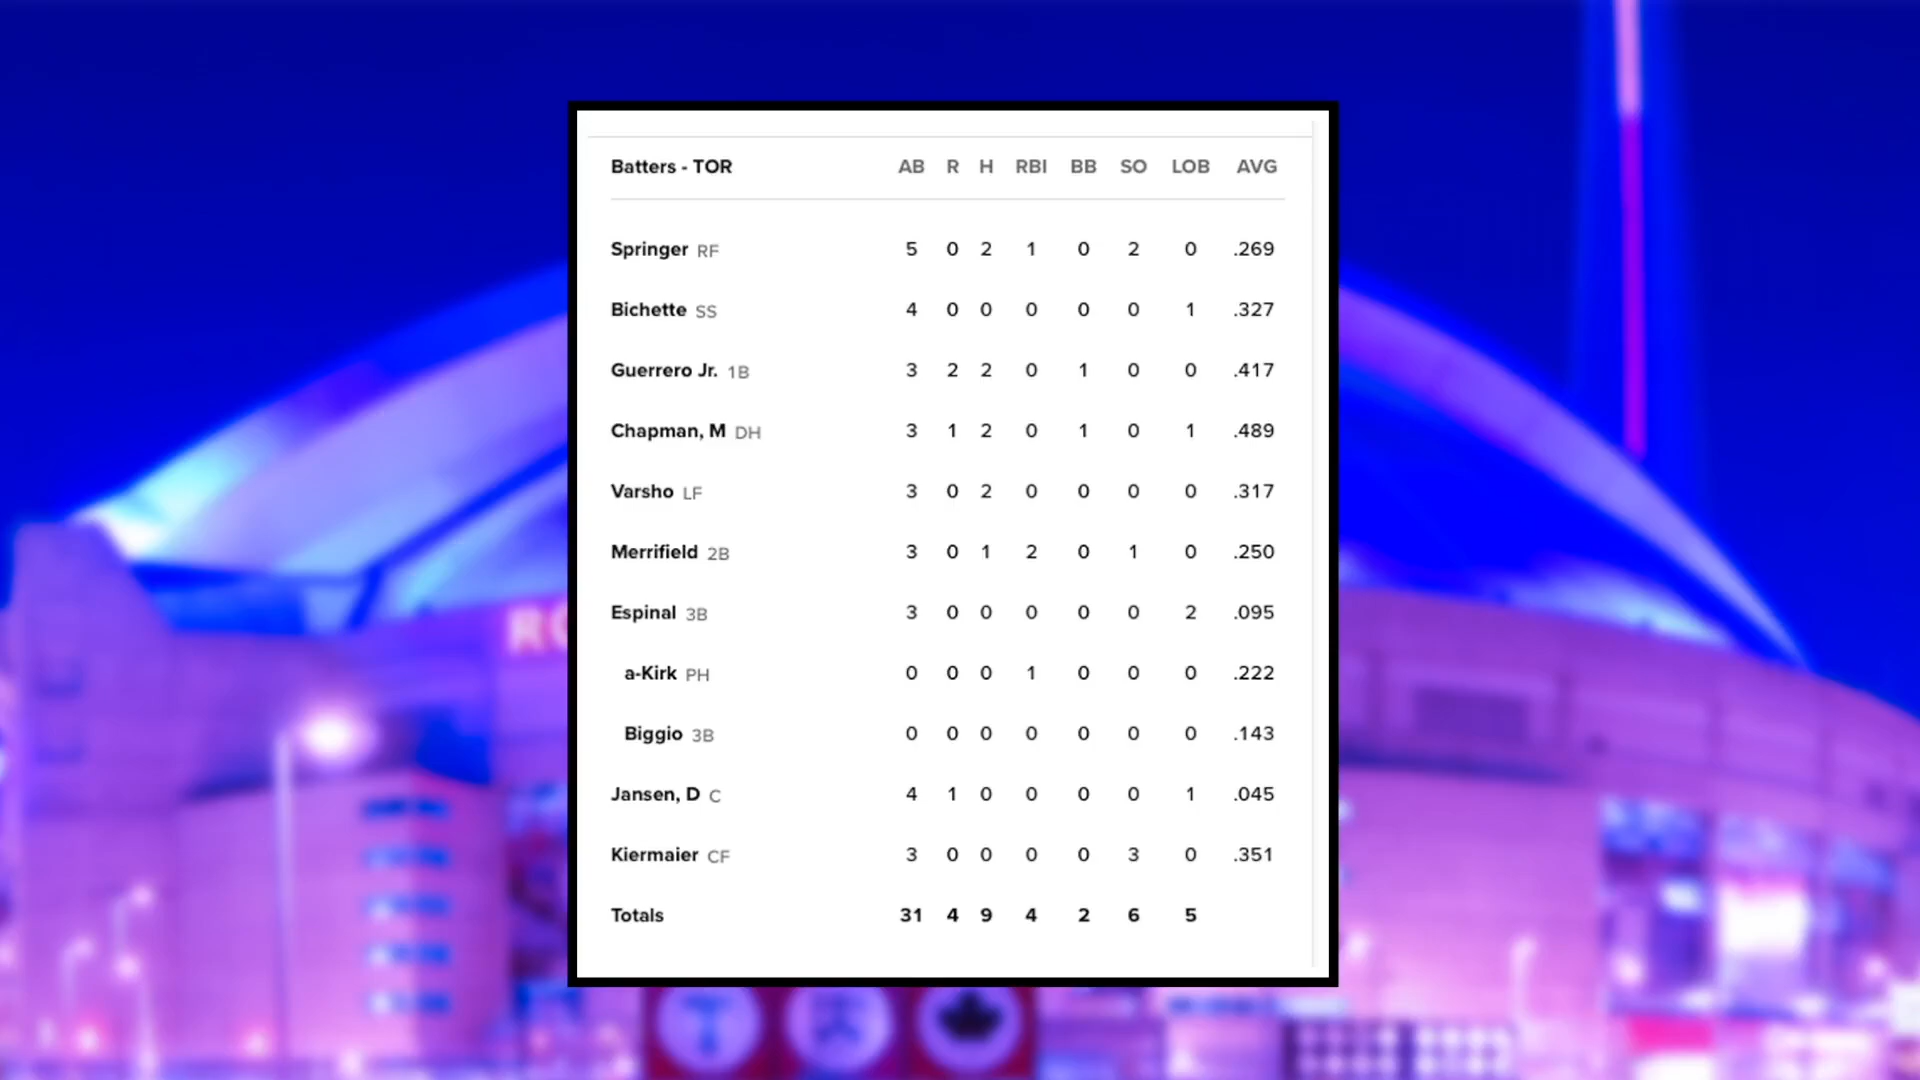 Batters - TOR AB R H RBI BB SO LOB AVG
Springer RF 5 0 2 1 0 2 0 .269
Bichette SS 4 0 0 0 0 0 1 .327
Guerrero Jr. 1B 3 2 2 0 1 0 0 .417
Chapman, M DH 3 1 2 0 1 0 1 .489
Varsho LF 3 0 2 0 0 0 0 .317
Merrifield 2B 3 0 1 2 0 1 0 .250
RO
Espinal 3B 3 0 0 0 0 0 2 .095
a-Kirk PH 0 0 0 1 0 0 0 .222
Biggio 3B 0 0 0 0 0 0 0 .143
Jansen, D C 4 1 0 0 0 0 1 .045
Kiermaier CF 3 0 0 0 0 3 0 .351
Totals 31 4 9 4 2 6 5